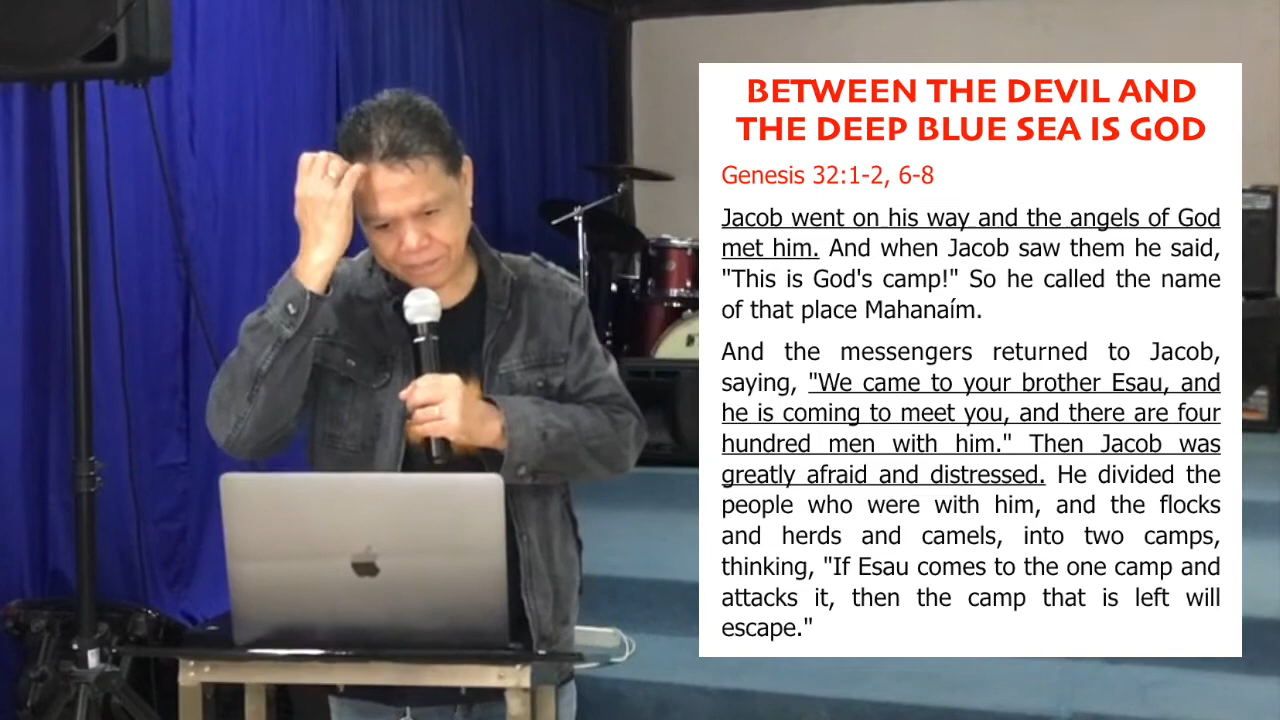 BETWEEN THE DEVIL AND
THE DEEP BLUE SEA IS GOD
Genesis 32:1-2, 6-8
Jacob went on his way and the angels of God
met him. And when Jacob saw them he said,
"This is God's camp!" So he called the name
of that place Mahanaím.
And the messengers returned to Jacob,
saying, "We came to your brother Esau, and
he is coming to meet you, and there are four
hundred men with him." Then Jacob was
greatly afraid and distressed. He divided the
people who were with him, and the flocks
and herds and camels, into two camps,
thinking, "If Esau comes to the one camp and
attacks it, then the camp that is left will
escape."